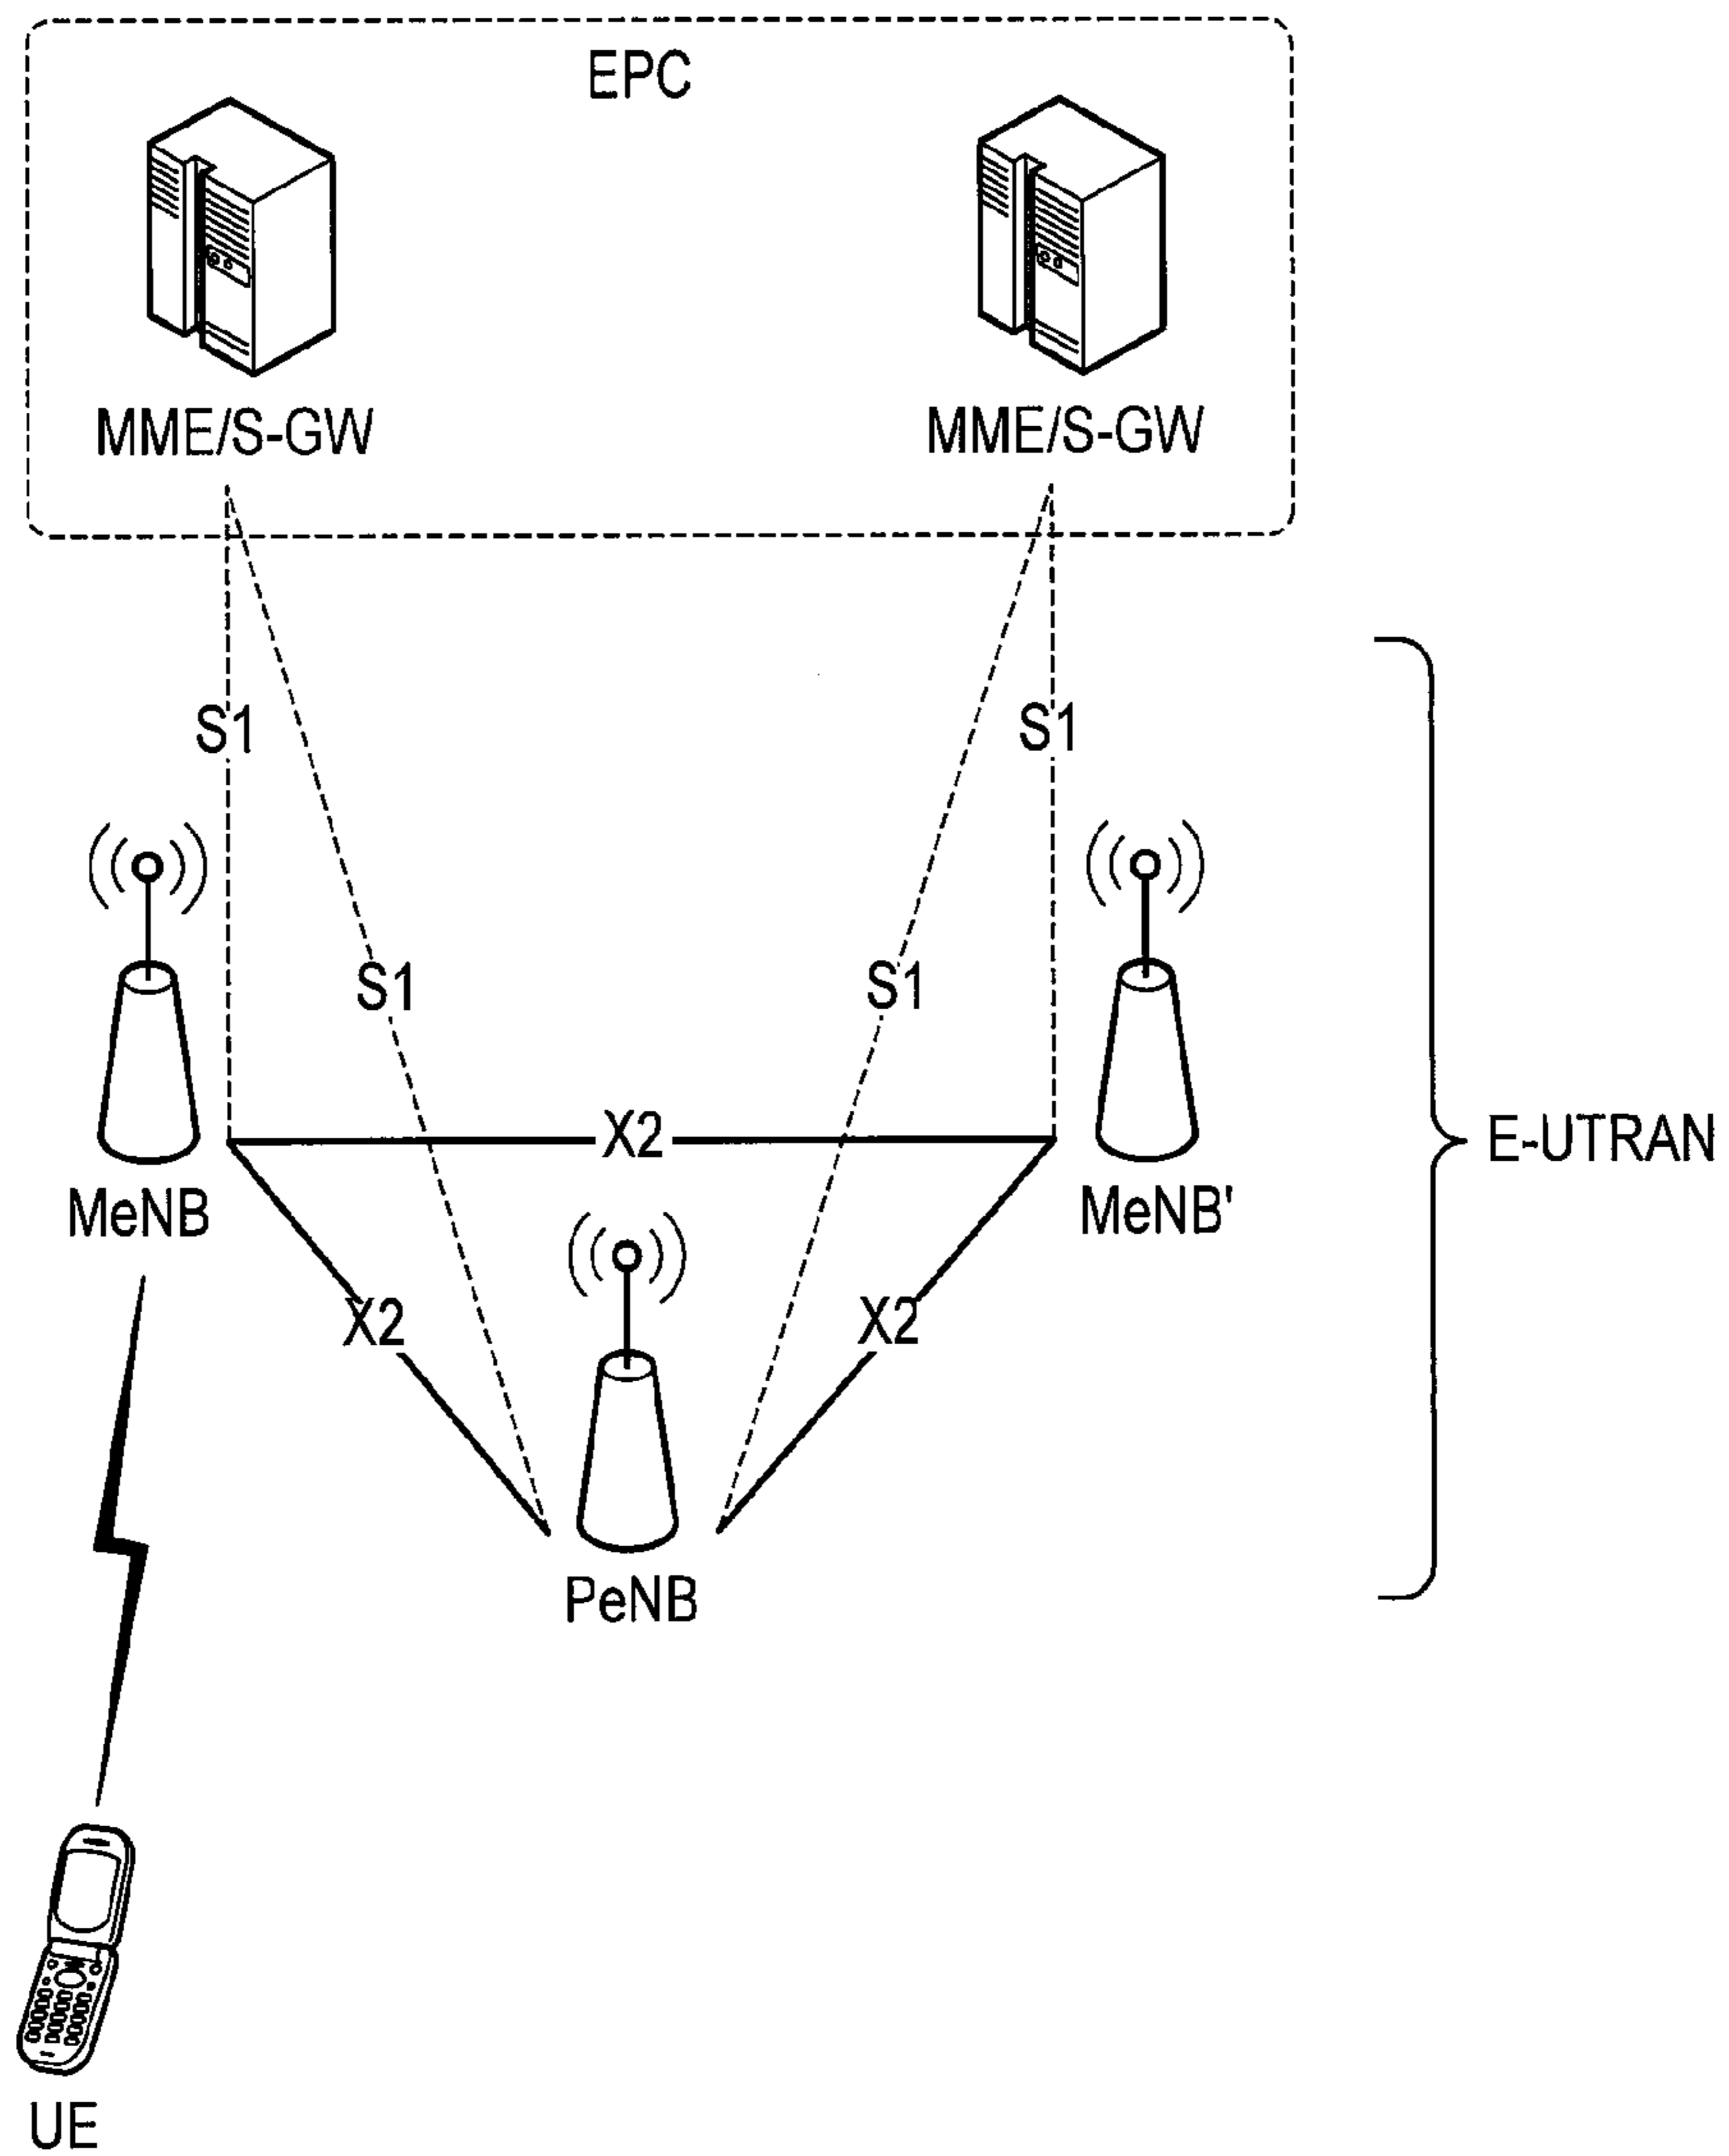 EPC
MME/S-GW
MME/S-GW
S1
S1
S1
S1
X2
E-UTRAN
MeNB
MeNB'
X2
X2
PeNB
UE